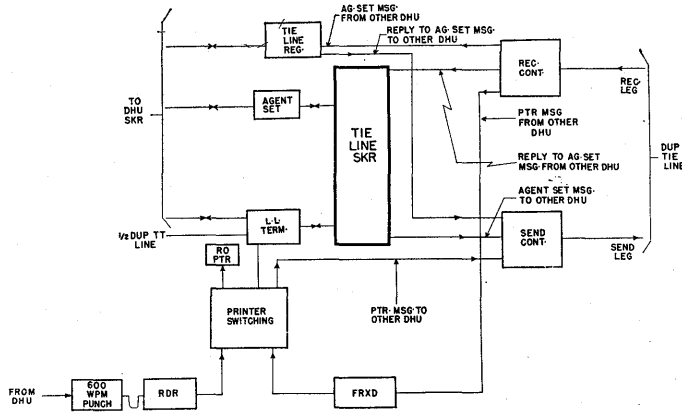 AG·SET MSG·
FROM OTHER DHU
REPLY TO AG·SET MSG·
TO OTHER DHU
TIE
LINE
REG·
REC·
CONT·
REC·
LEG
TO
DHU
SKR
AGENT
SET
TIE
LINE
SKR
PTR MSG
FROM OTHER
DHU
DUP
TIE
LINE
REPLY TO AG·SET
MSG·FROM OTHER DHU
AGENT SET MSG·
TO OTHER DHU
L·L·
TERM·
1/2 DUP TT
LINE
SEND
CONT·
SEND
LEG
RO
PTR
PRINTER
SWITCHING
PTR· MSG·TO
OTHER DHU
FROM
DHU
600
WPM
PUNCH
RDR
FRXD